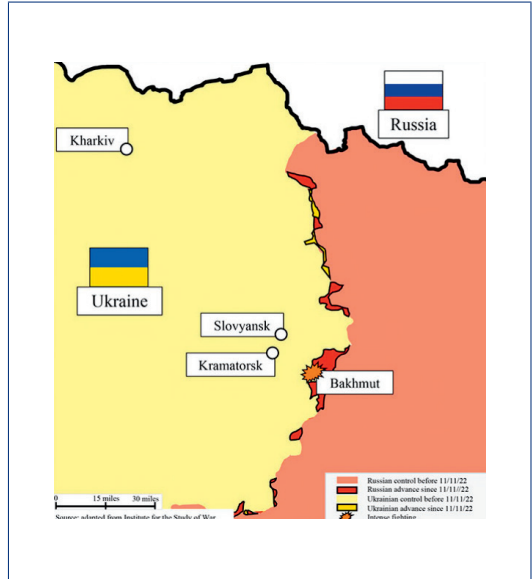 Kharkiv
Russia
Ukraine
Slovyansk
Kramatorsk
Bakhmut
0 15 miles 30 miles
Source: adapted from Institute for the Study of War
Russian control before 11/11/22
Russian advance since 11/11//22
Ukrainian control before 11/11/22
Ukrainian advance since 11/11/22
Intense fighting